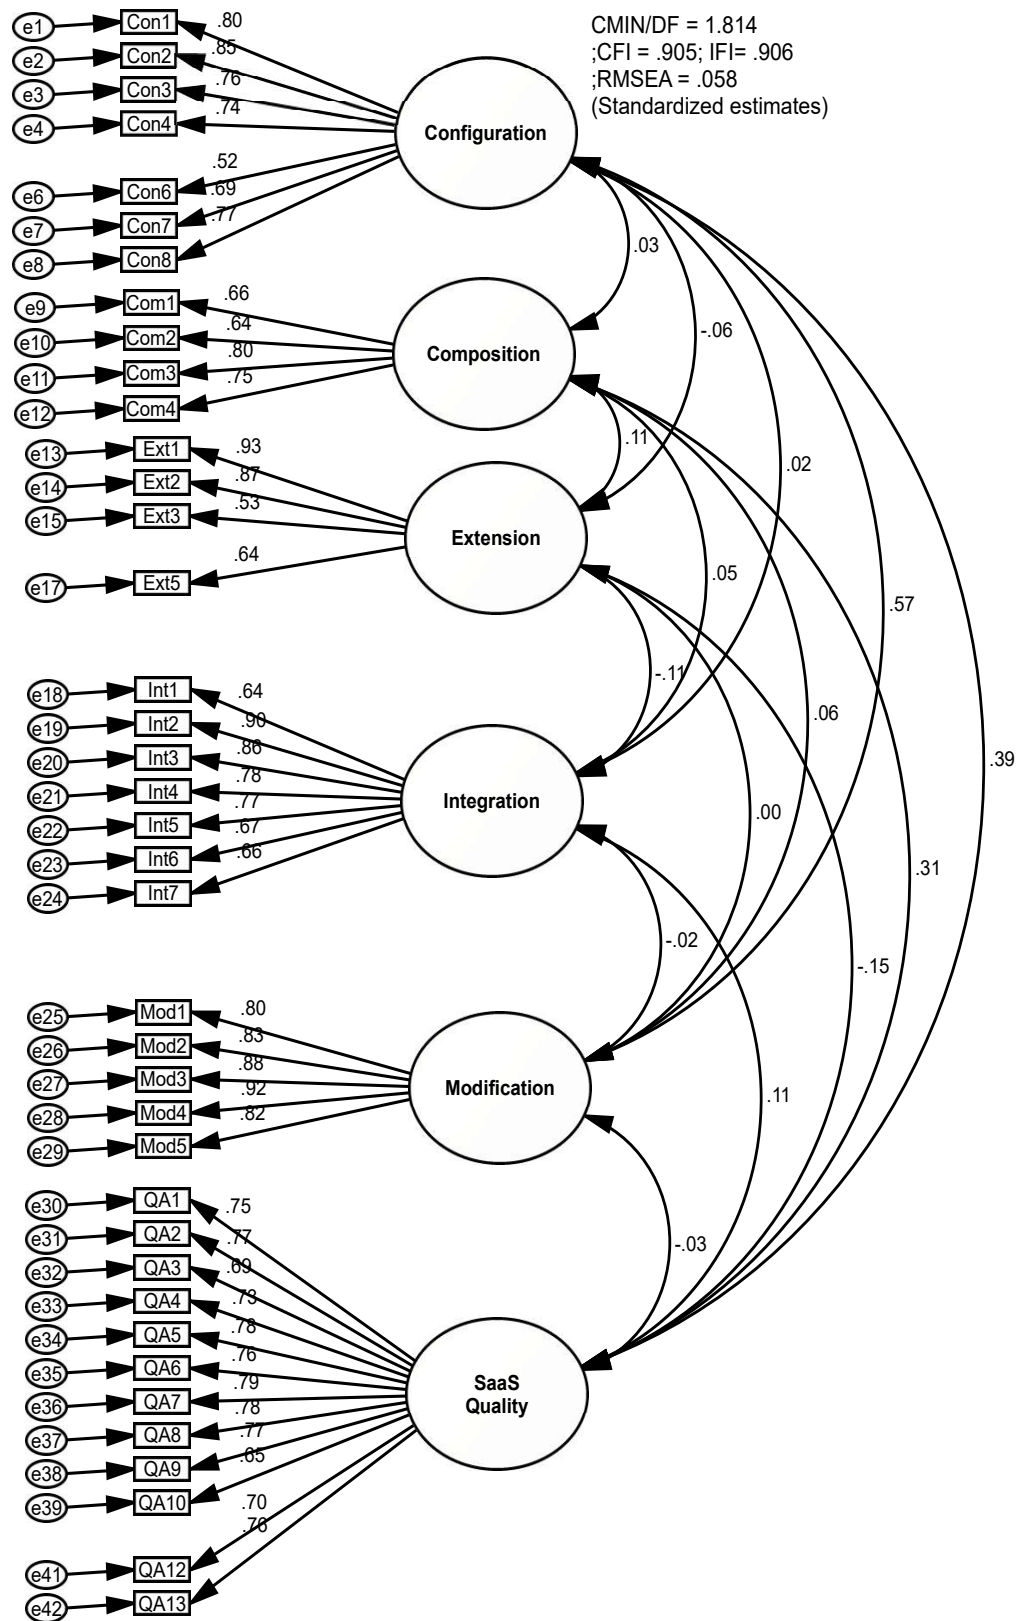 CMIN/DF = 1.814
;CFI = .905; IFI= .906
;RMSEA = .058
(Standardized estimates)
e1 Con1 .80
e2 Con2 .85
e3 Con3 .76
e4 Con4 .74
Configuration
e6 Con6 .52
e7 Con7 .69
e8 Con8 .77
.03
e9 Com1 .66
e10 Com2 .64
e11 Com3 .80
e12 Com4 .75
Composition
-.06
.11
.02
e13 Ext1 .93
e14 Ext2 .87
e15 Ext3 .53
e17 Ext5 .64
Extension
.05
.57
-.11
.06
.39
e18 Int1 .64
e19 Int2 .90
e20 Int3 .86
e21 Int4 .78
e22 Int5 .77
e23 Int6 .67
e24 Int7 .66
Integration
.00
.31
-.02
-.15
e25 Mod1 .80
e26 Mod2 .83
e27 Mod3 .88
e28 Mod4 .92
e29 Mod5 .82
Modification
.11
-.03
e30 QA1 .75
e31 QA2 .77
e32 QA3 .69
e33 QA4 .73
e34 QA5 .78
e35 QA6 .76
e36 QA7 .79
e37 QA8 .78
e38 QA9 .77
e39 QA10 .65
e41 QA12 .70
e42 QA13 .76
SaaS
Quality